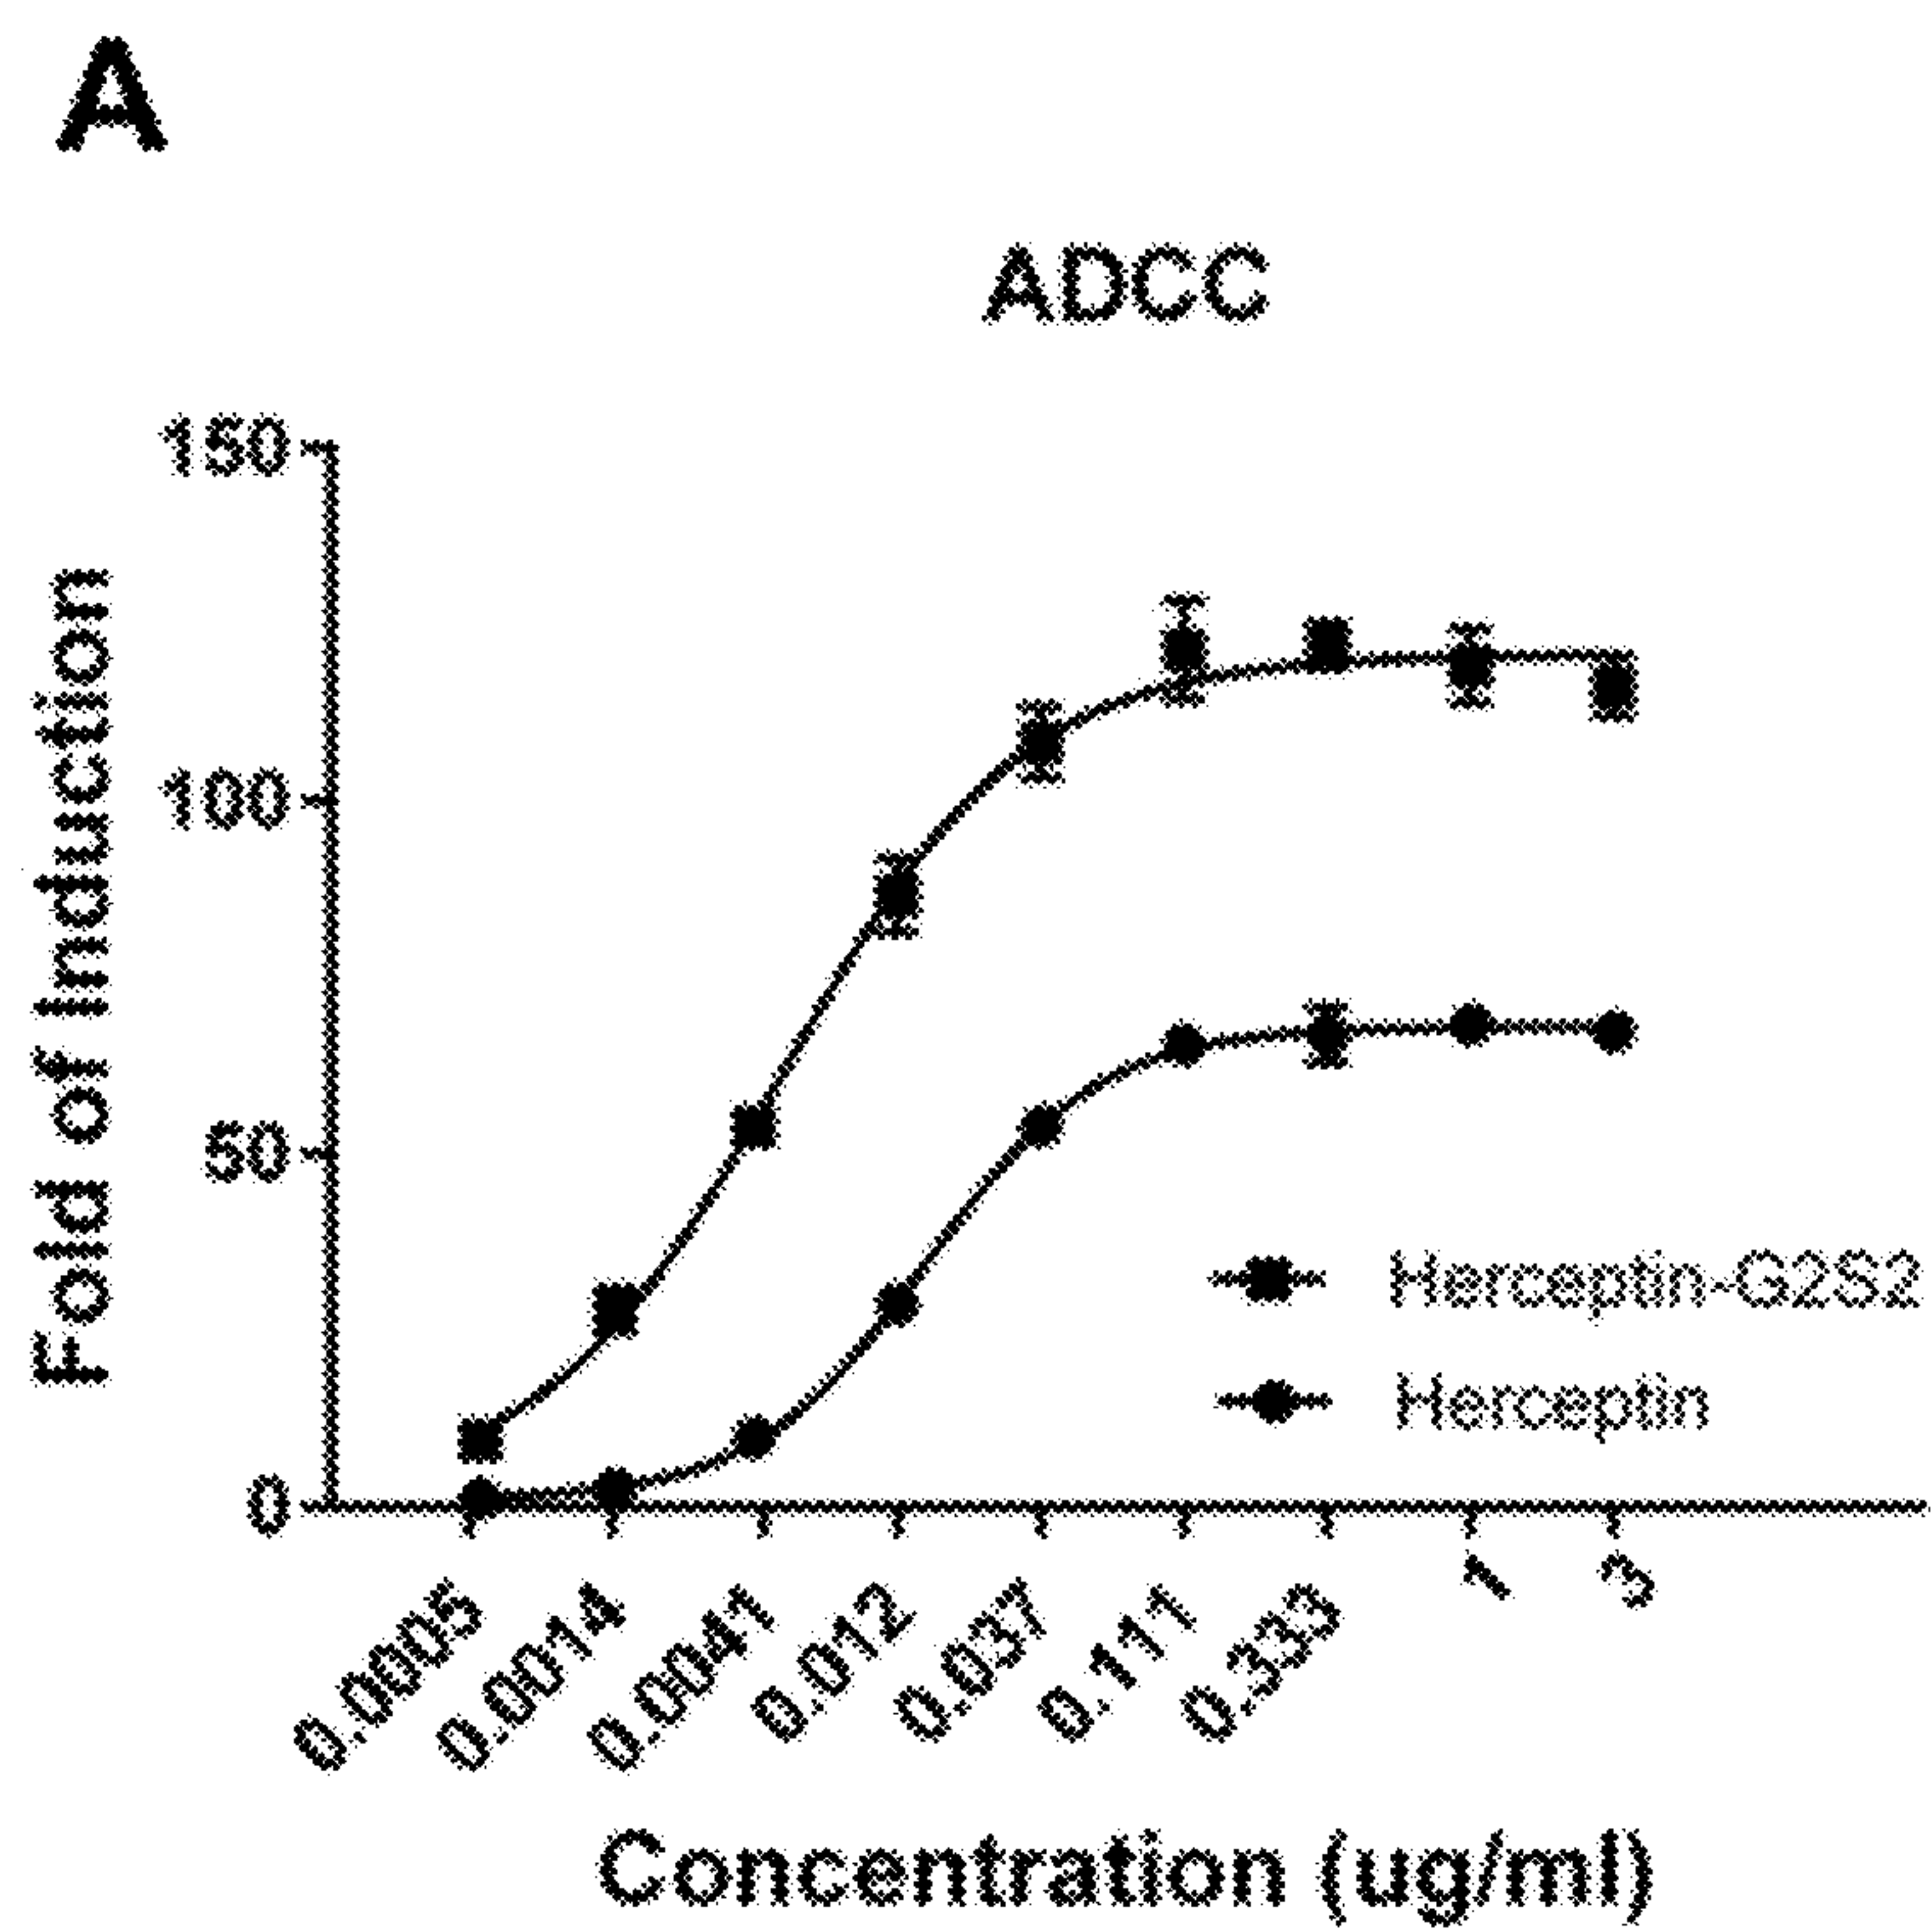 A
ADCC
150
100
50
0
Fold of Induction
Herceptin-G2S2
Herceptin
0.0005
0.0014
0.0041
0.012
0.037
0.111
0.333
1
3
Concentration (ug/ml)